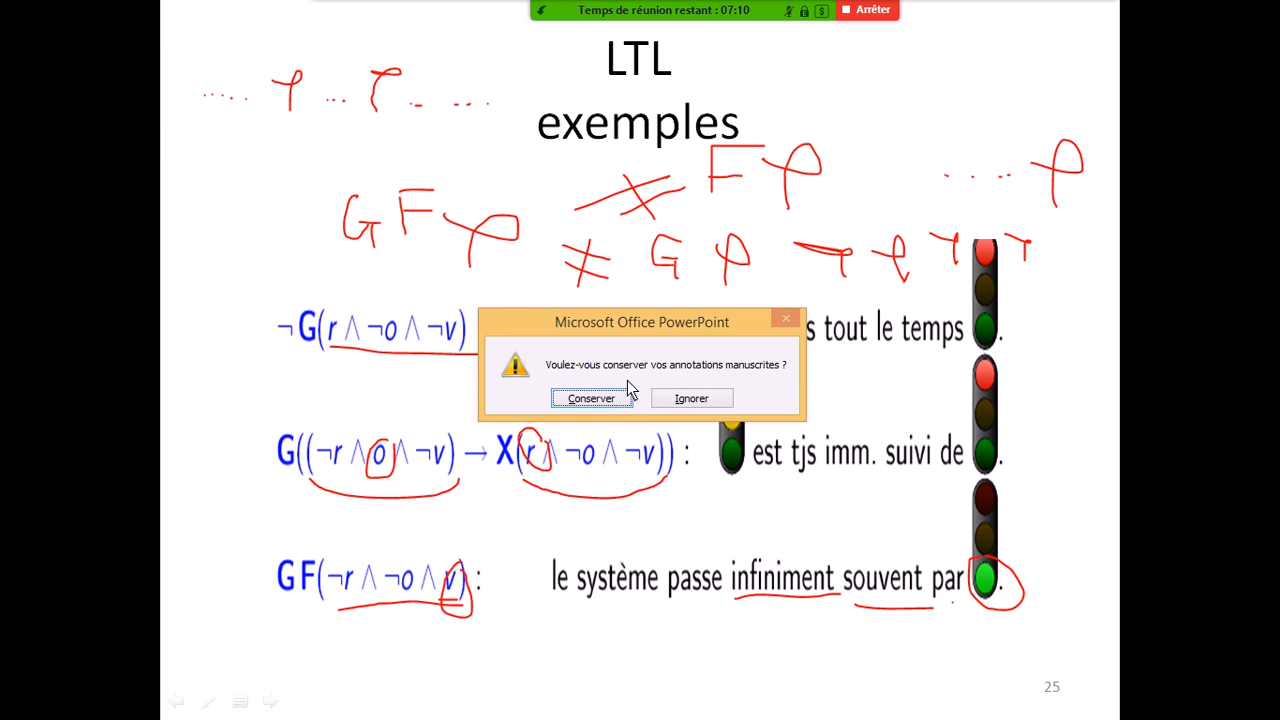 Temps de réunion restant : 07:10 $ Arrêter
LTL
exemples
..... φ ... φ .. ...
GFφ ≠ Fφ .... φ
≠ G φ φ φ φ φ
¬G(r ∧ ¬o ∧ ¬v) s tout le temps .
Microsoft Office PowerPoint
Voulez-vous conserver vos annotations manuscrites ?
Conserver Ignorer
G((¬r ∧ o ∧ ¬v) → X(r ∧ ¬o ∧ ¬v)) : est tjs imm. suivi de .
GF(¬r ∧ ¬o ∧ v) : le système passe infiniment souvent par .
25